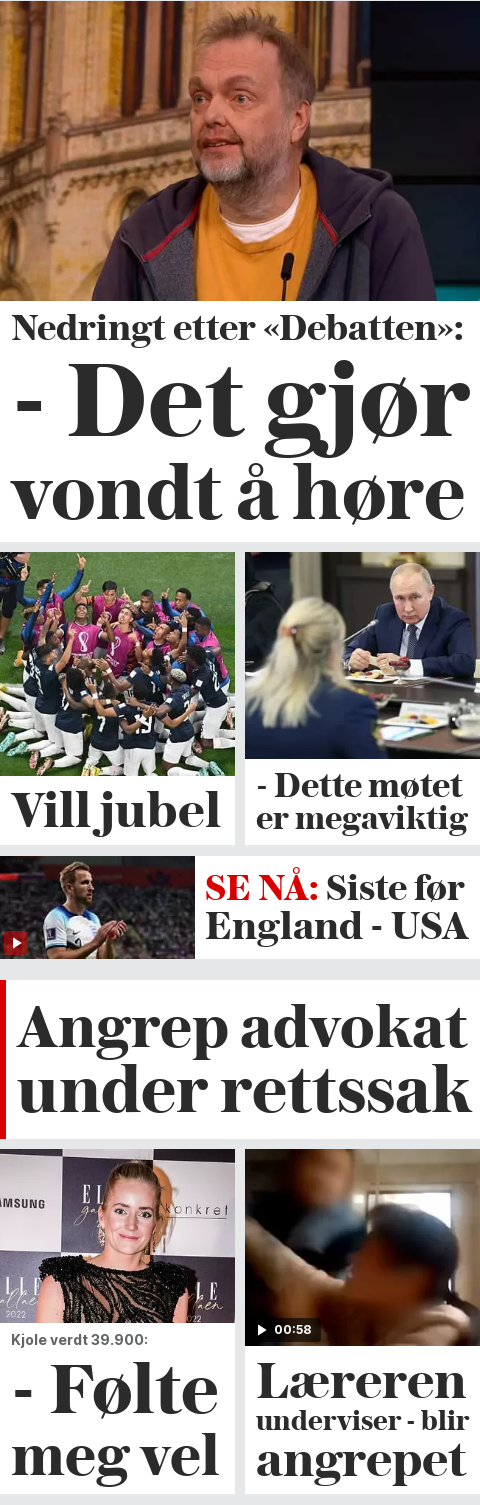 Nedringt etter «Debatten»:
- Det gjør
vondt å høre
Vill jubel
- Dette møtet
er megaviktig
SE NÅ: Siste før
England - USA
Angrep advokat
under rettssak
AMSUNG
ELLE
konkret
2022
Kjole verdt 39.900:
- Følte
meg vel
00:58
Læreren
underviser - blir
angrepet